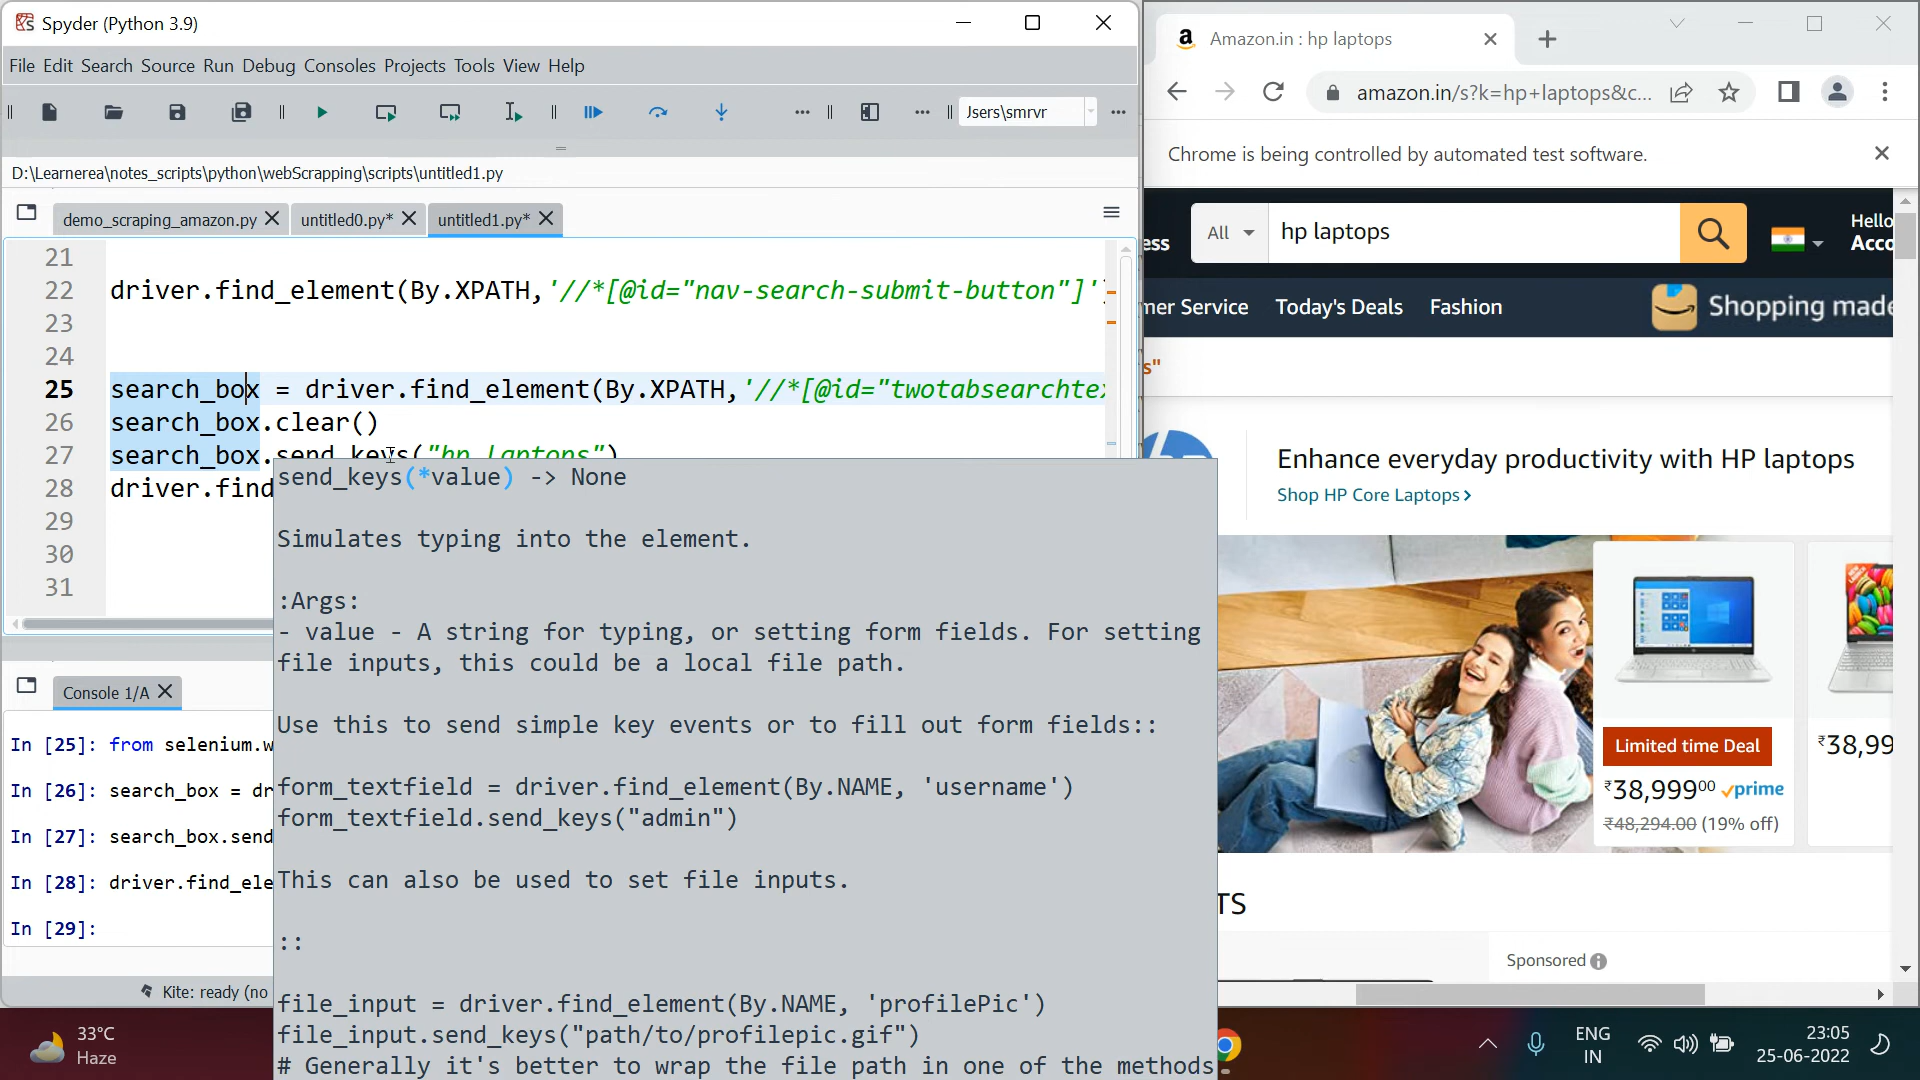 Spyder (Python 3.9)
File Edit Search Source Run Debug Consoles Projects Tools View Help
Jsers\smrvr
D:\Learnerea\notes_scripts\python\webScrapping\scripts\untitled1.py
demo_scraping_amazon.py
untitled0.py*
untitled1.py*
21
22 driver.find_element(By.XPATH,'//*[@id="nav-search-submit-button"]')
23
24
25 search_box = driver.find_element(By.XPATH,'//*[@id="twotabsearchtex
26 search_box.clear()
27 search_box.send_keys("hp laptops")
28 driver.find
29
30
31
send_keys(*value) -> None
Simulates typing into the element.
:Args:
- value - A string for typing, or setting form fields. For setting
file inputs, this could be a local file path.
Use this to send simple key events or to fill out form fields::
form_textfield = driver.find_element(By.NAME, 'username')
form_textfield.send_keys("admin")
This can also be used to set file inputs.
::
file_input = driver.find_element(By.NAME, 'profilePic')
file_input.send_keys("path/to/profilepic.gif")
# Generally it's better to wrap the file path in one of the methods
Console 1/A
In [25]: from selenium.w
In [26]: search_box = dr
In [27]: search_box.send
In [28]: driver.find_ele
In [29]:
Kite: ready (no
Amazon.in : hp laptops
amazon.in/s?k=hp+laptops&c...
Chrome is being controlled by automated test software.
ess
All
hp laptops
Hello
Acco
mer Service Today's Deals Fashion
Shopping made
s"
Enhance everyday productivity with HP laptops
Shop HP Core Laptops
Limited time Deal
₹38,999⁰⁰ prime
₹48,294.00 (19% off)
₹38,99
TS
Sponsored
33°C
Haze
ENG
IN
23:05
25-06-2022